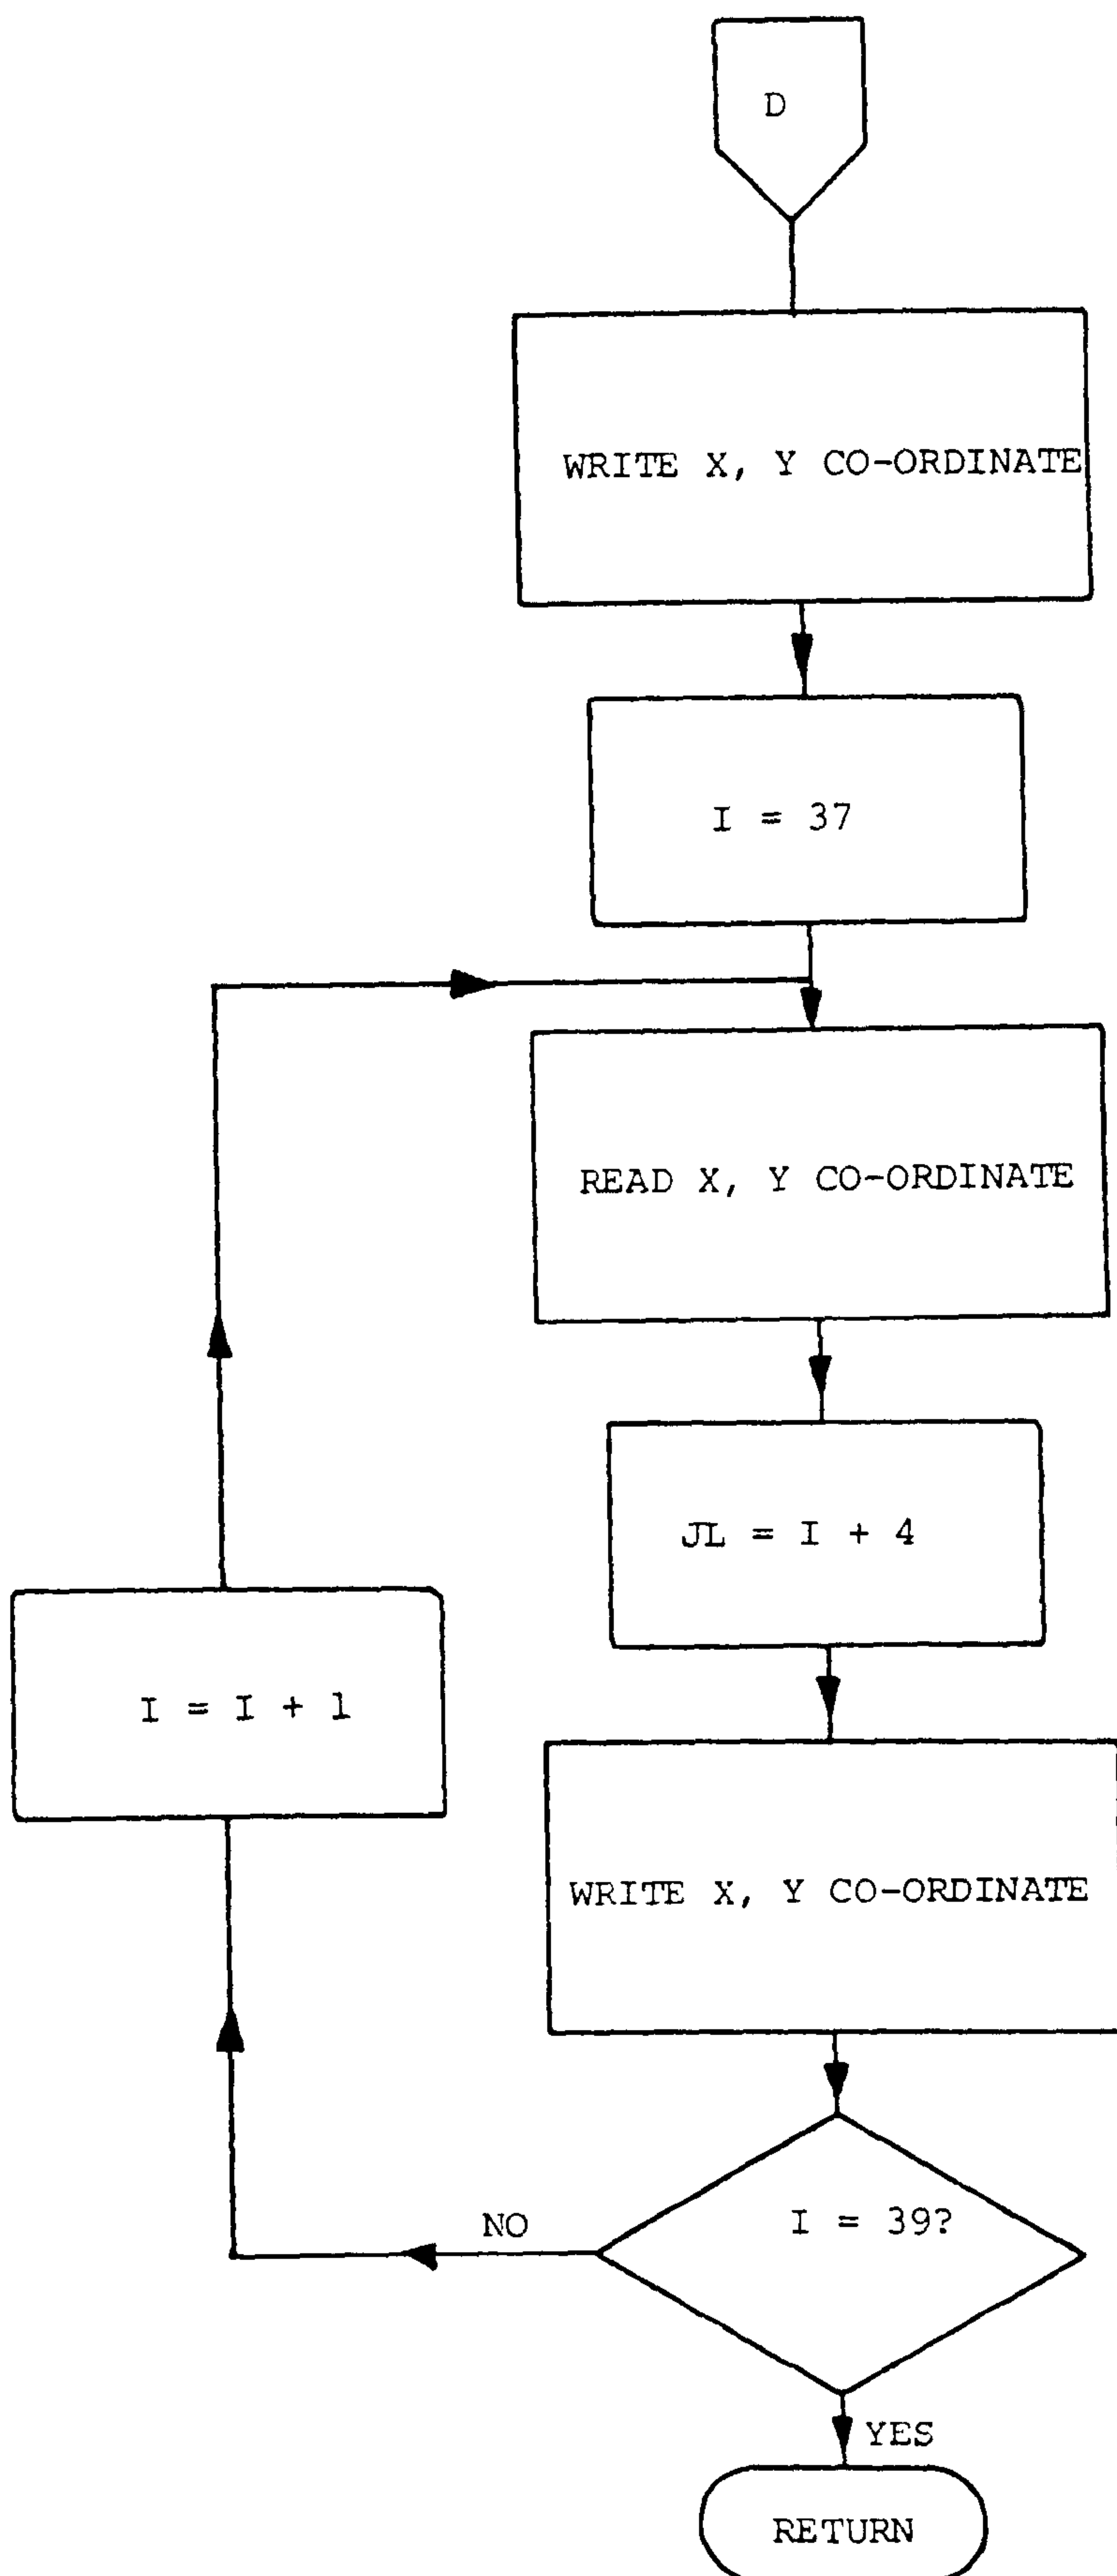 D
WRITE X, Y CO-ORDINATE
I = 37
READ X, Y CO-ORDINATE
JL = I + 4
I = I + 1
WRITE X, Y CO-ORDINATE
I = 39?
NO
YES
RETURN